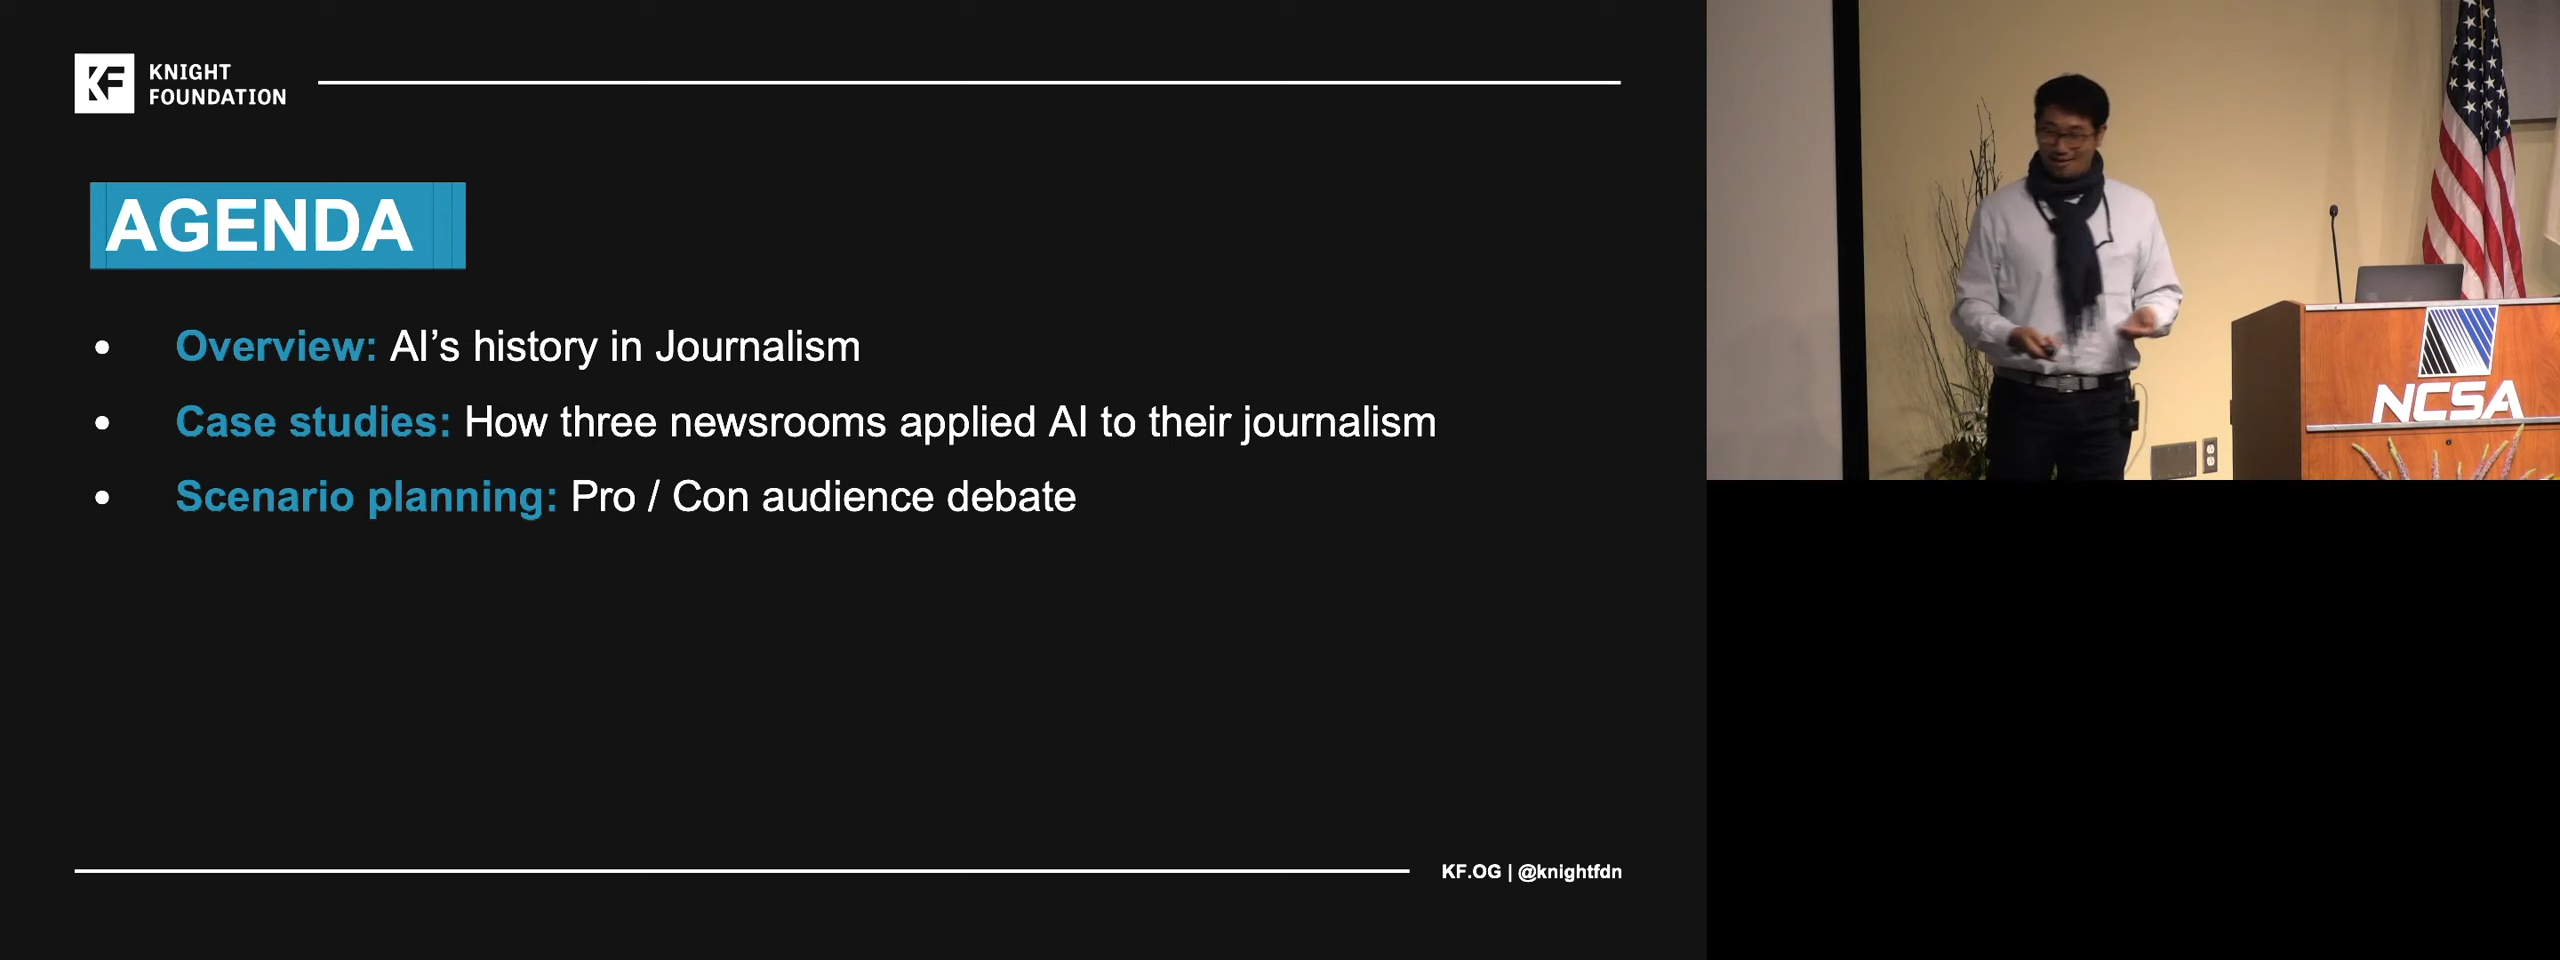 KNIGHT
FOUNDATION
AGENDA
• Overview: AI’s history in Journalism
• Case studies: How three newsrooms applied AI to their journalism
• Scenario planning: Pro / Con audience debate
KF.OG | @knightfdn
NCSA